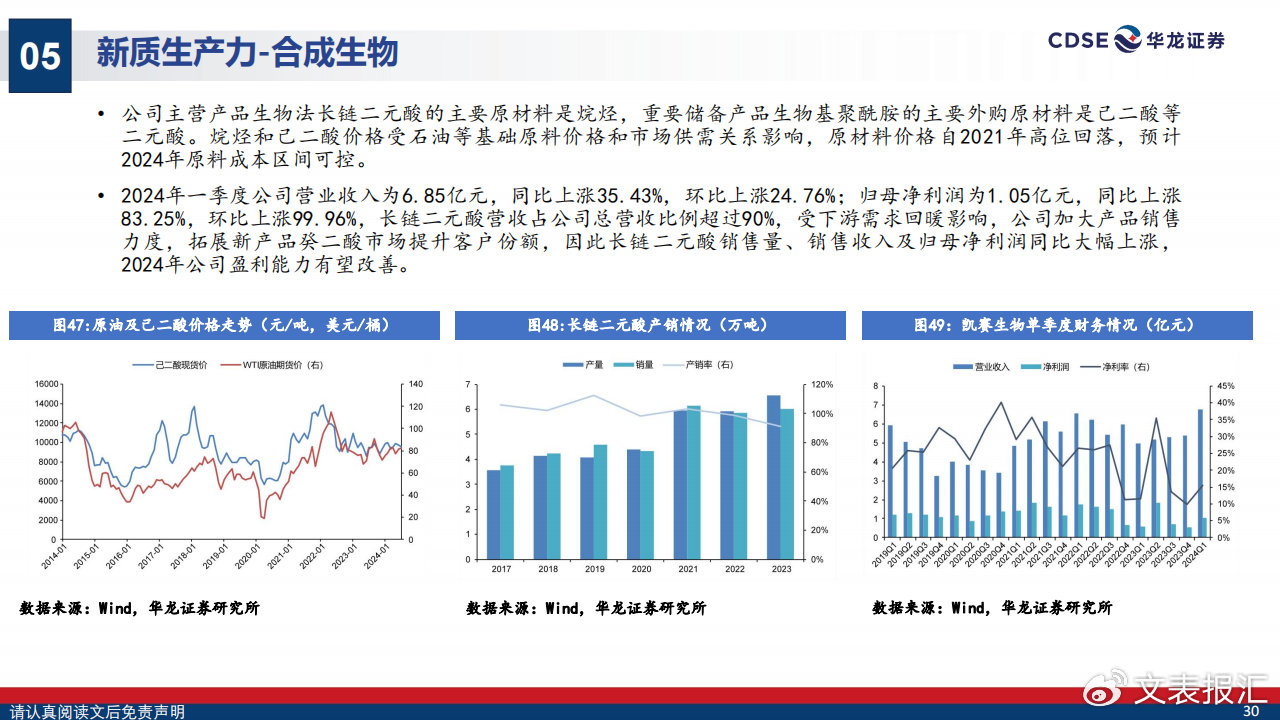 05
新质生产力-合成生物
CDSE 华龙证券
• 公司主营产品生物法长链二元酸的主要原材料是烷烃，重要储备产品生物基聚酰胺的主要外购原材料是己二酸等
二元酸。烷烃和己二酸价格受石油等基础原料价格和市场供需关系影响，原材料价格自2021年高位回落，预计
2024年原料成本区间可控。
• 2024年一季度公司营业收入为6.85亿元，同比上涨35.43%，环比上涨24.76%；归母净利润为1.05亿元，同比上涨
83.25%，环比上涨99.96%，长链二元酸营收占公司总营收比例超过90%，受下游需求回暖影响，公司加大产品销售
力度，拓展新产品癸二酸市场提升客户份额，因此长链二元酸销售量、销售收入及归母净利润同比大幅上涨，
2024年公司盈利能力有望改善。
图47:原油及己二酸价格走势（元/吨，美元/桶）
己二酸现货价 WTI原油期货价（右）
16000 140
14000 120
12000 100
10000 80
8000 60
6000 40
4000 20
2000 0
0
2014-01 2015-01 2016-01 2017-01 2018-01 2019-01 2020-01 2021-01 2022-01 2023-01 2024-01
数据来源：Wind，华龙证券研究所
图48:长链二元酸产销情况（万吨）
产量 销量 产销率（右）
7 120%
6 100%
5 80%
4 60%
3 40%
2 20%
1 0%
0
2017 2018 2019 2020 2021 2022 2023
数据来源：Wind，华龙证券研究所
图49：凯赛生物单季度财务情况（亿元）
营业收入 净利润 净利率（右）
8 45%
7 40%
6 35%
5 30%
4 25%
3 20%
2 15%
1 10%
0 5%
0%
2019Q1 2019Q2 2019Q3 2019Q4 2020Q1 2020Q2 2020Q3 2020Q4 2021Q1 2021Q2 2021Q3 2021Q4 2022Q1 2022Q2 2022Q3 2022Q4 2023Q1 2023Q2 2023Q3 2023Q4 2024Q1
数据来源：Wind，华龙证券研究所
文表报汇
请认真阅读文后免责声明
30